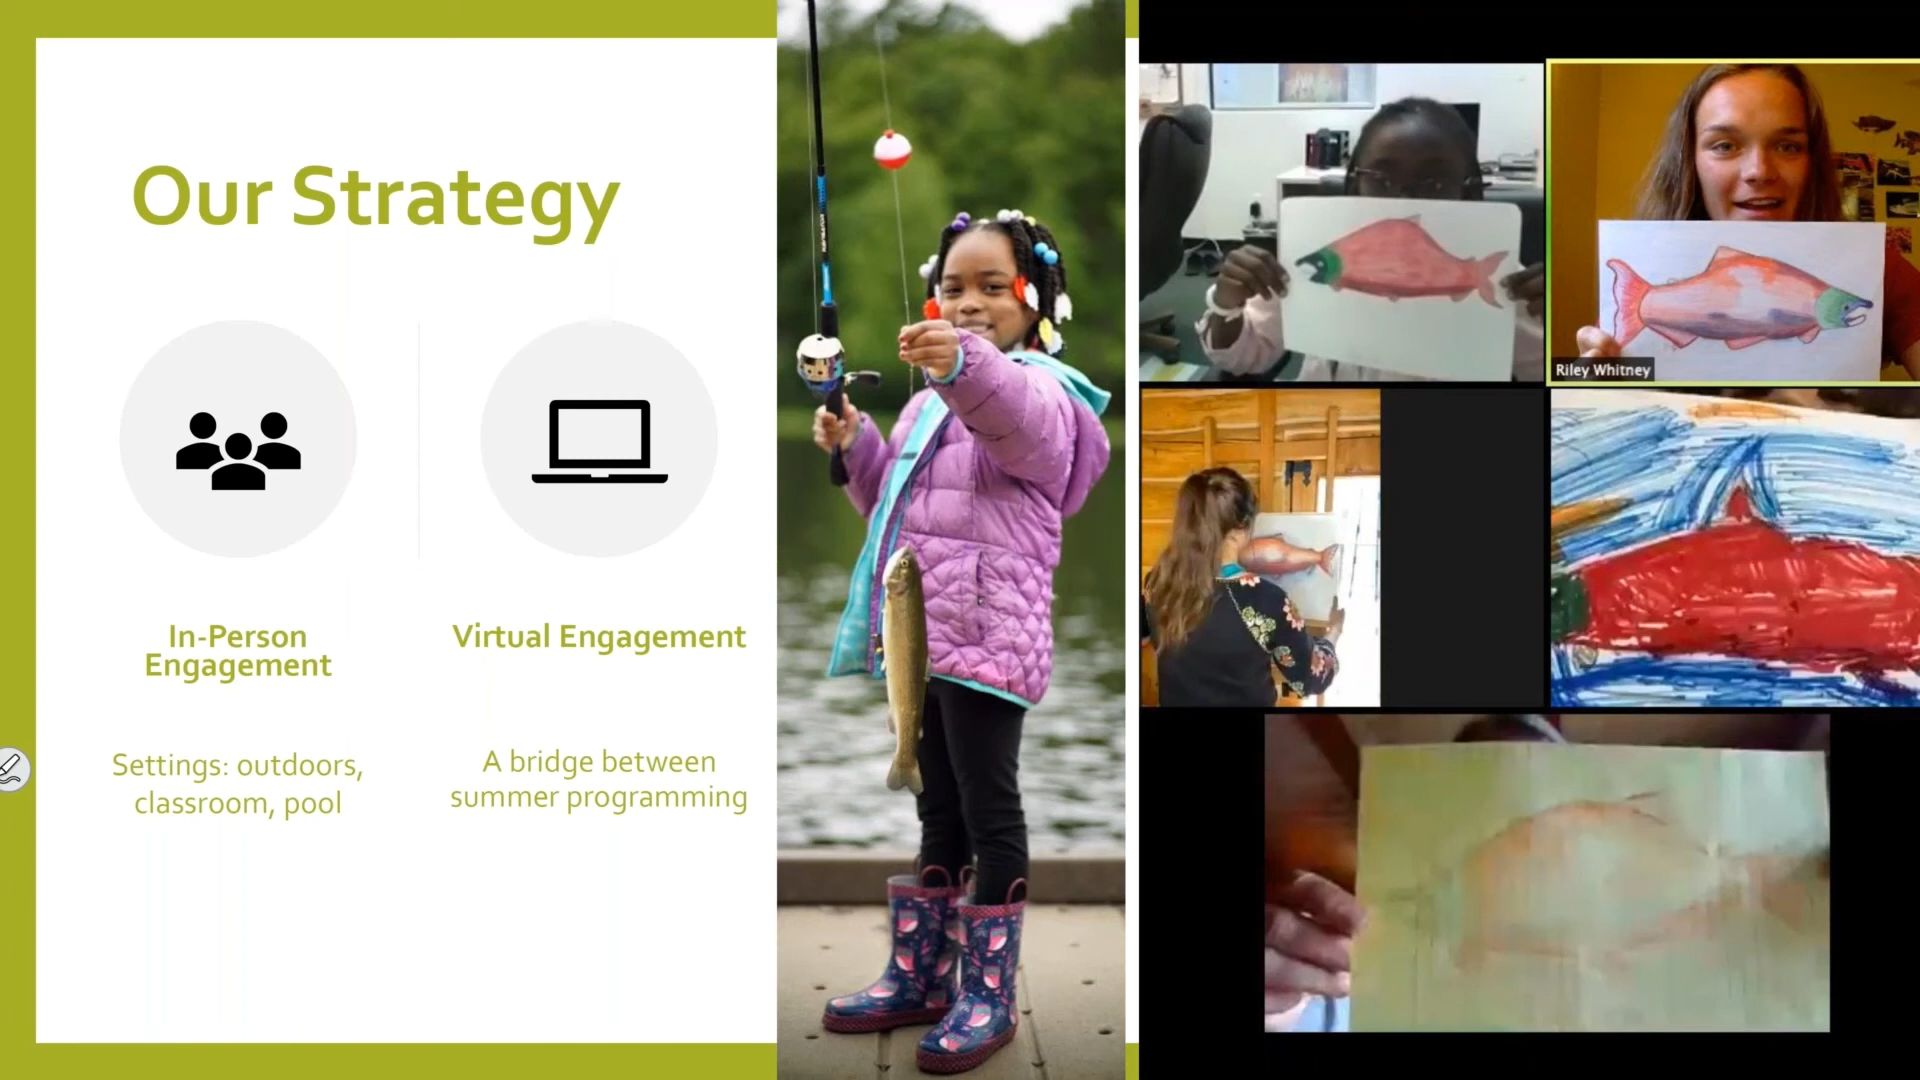 Our Strategy
In-Person
Engagement
Settings: outdoors,
classroom, pool
Virtual Engagement
A bridge between
summer programming
Riley Whitney